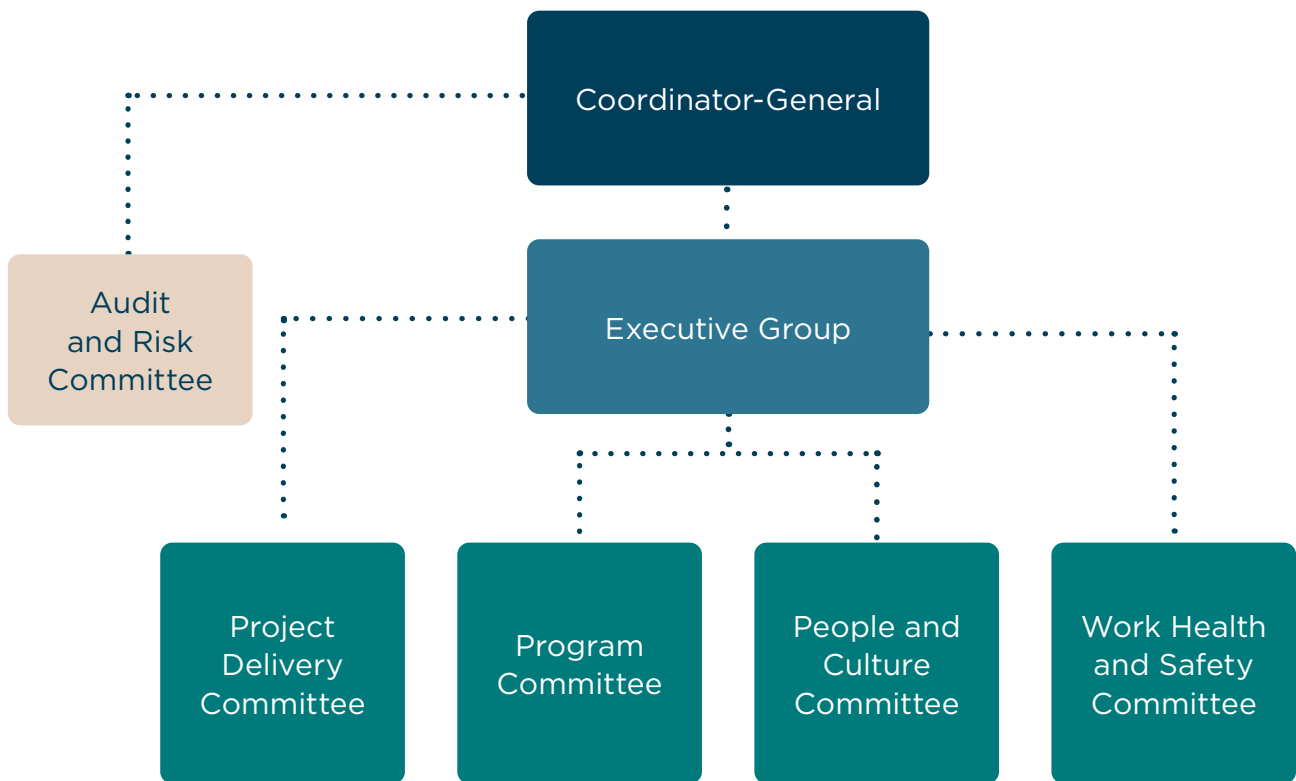 Coordinator-General
Audit
and Risk
Committee
Executive Group
Project
Delivery
Committee
Program
Committee
People and
Culture
Committee
Work Health
and Safety
Committee